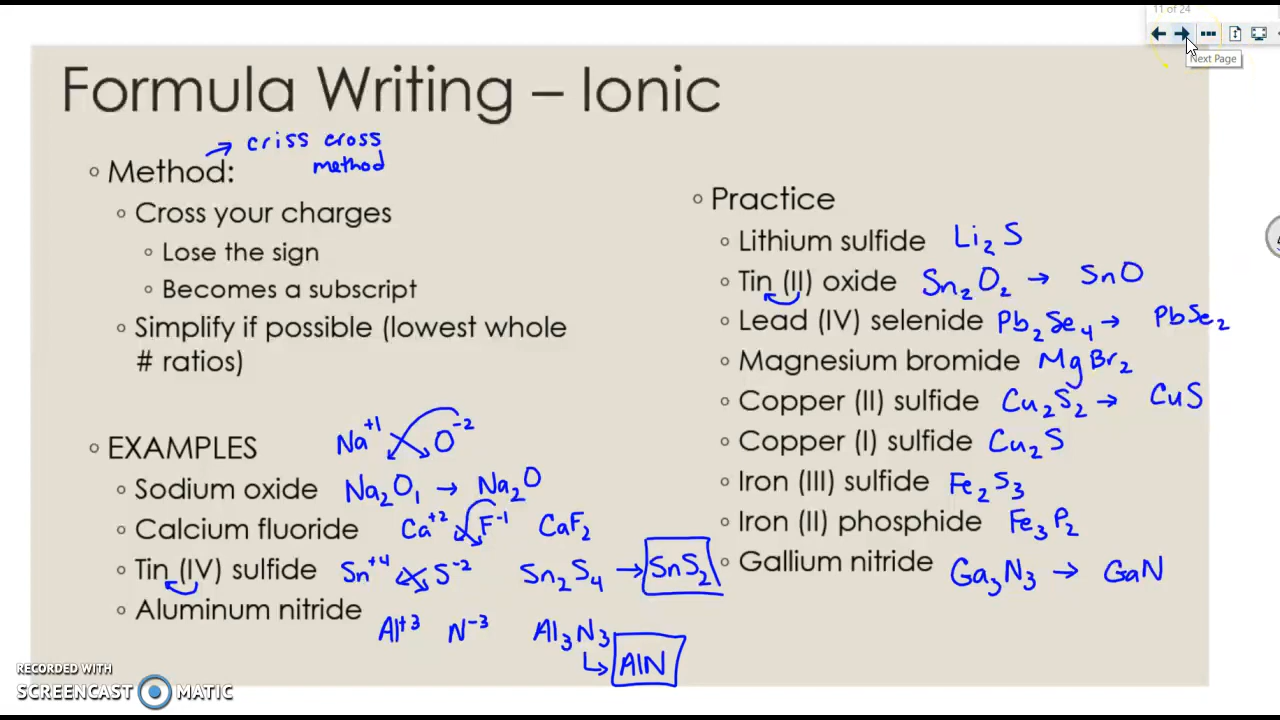 11 of 24
Next Page
Formula Writing – Ionic
◦ Method: → criss cross method
◦ Cross your charges
◦ Lose the sign
◦ Becomes a subscript
◦ Simplify if possible (lowest whole
# ratios)
◦ EXAMPLES Na⁺¹ O⁻²
◦ Sodium oxide Na₂O₁ → Na₂O
◦ Calcium fluoride Ca⁺² F⁻¹ CaF₂
◦ Tin (IV) sulfide Sn⁺⁴ S⁻² Sn₂S₄ → SnS₂
◦ Aluminum nitride Al⁺³ N⁻³ Al₃N₃
↳ AlN
◦ Practice
◦ Lithium sulfide Li₂S
◦ Tin (II) oxide Sn₂O₂ → SnO
◦ Lead (IV) selenide Pb₂Se₄ → PbSe₂
◦ Magnesium bromide MgBr₂
◦ Copper (II) sulfide Cu₂S₂ → CuS
◦ Copper (I) sulfide Cu₂S
◦ Iron (III) sulfide Fe₂S₃
◦ Iron (II) phosphide Fe₃P₂
◦ Gallium nitride Ga₃N₃ → GaN
RECORDED WITH
SCREENCAST MATIC